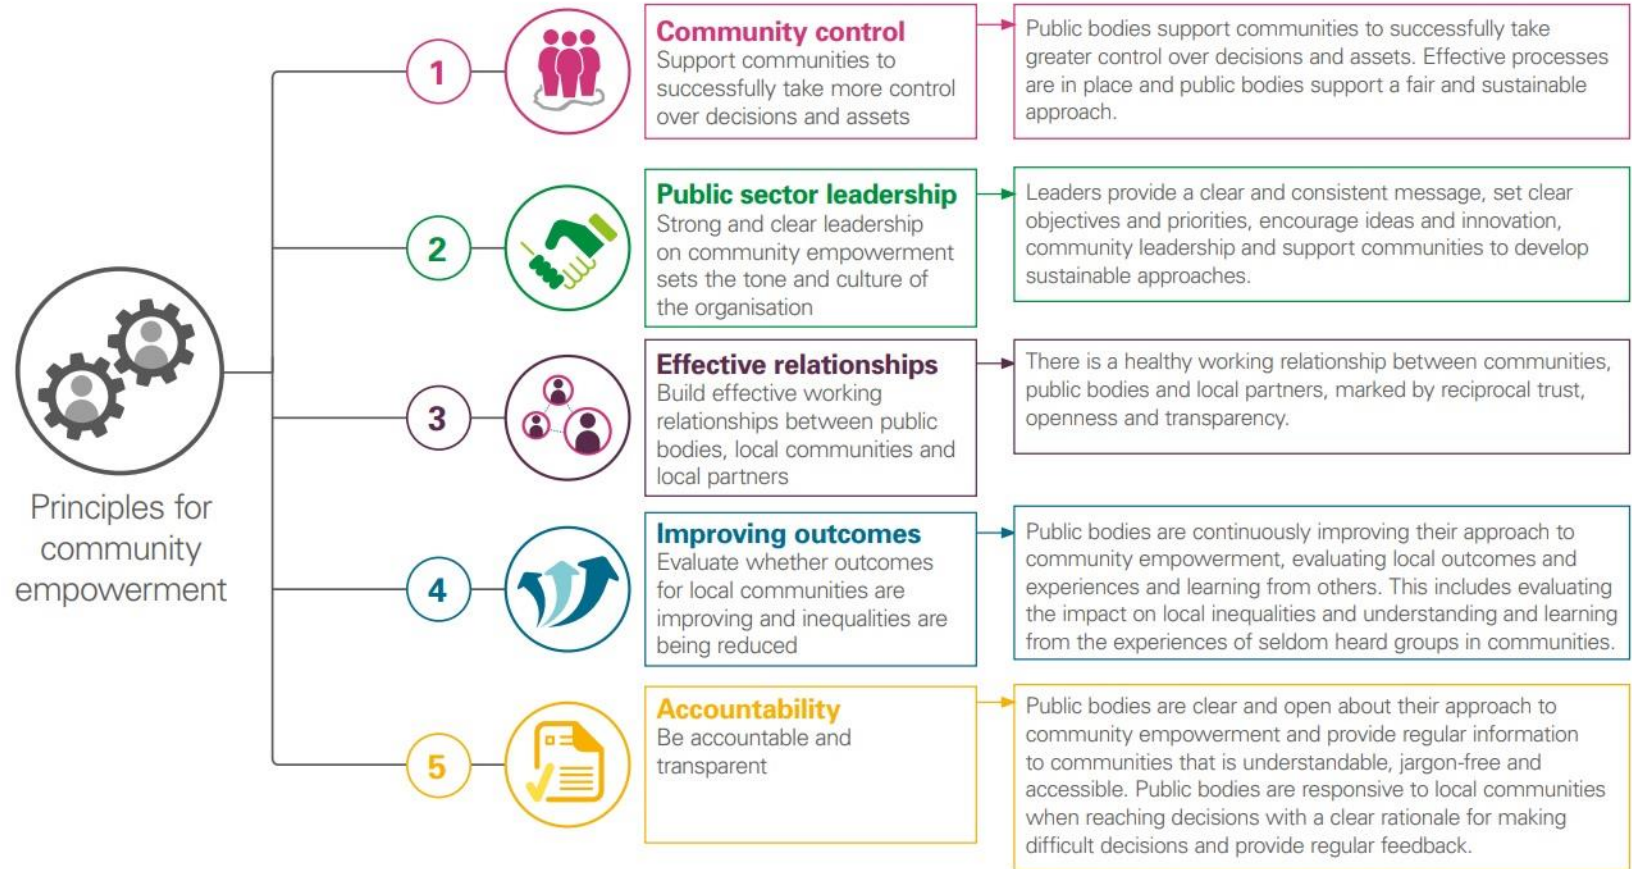 Principles for
community
empowerment
1
Community control
Support communities to
successfully take more control
over decisions and assets
Public bodies support communities to successfully take
greater control over decisions and assets. Effective processes
are in place and public bodies support a fair and sustainable
approach.
2
Public sector leadership
Strong and clear leadership
on community empowerment
sets the tone and culture of
the organisation
Leaders provide a clear and consistent message, set clear
objectives and priorities, encourage ideas and innovation,
community leadership and support communities to develop
sustainable approaches.
3
Effective relationships
Build effective working
relationships between public
bodies, local communities and
local partners
There is a healthy working relationship between communities,
public bodies and local partners, marked by reciprocal trust,
openness and transparency.
4
Improving outcomes
Evaluate whether outcomes
for local communities are
improving and inequalities are
being reduced
Public bodies are continuously improving their approach to
community empowerment, evaluating local outcomes and
experiences and learning from others. This includes evaluating
the impact on local inequalities and understanding and learning
from the experiences of seldom heard groups in communities.
5
Accountability
Be accountable and
transparent
Public bodies are clear and open about their approach to
community empowerment and provide regular information
to communities that is understandable, jargon-free and
accessible. Public bodies are responsive to local communities
when reaching decisions with a clear rationale for making
difficult decisions and provide regular feedback.